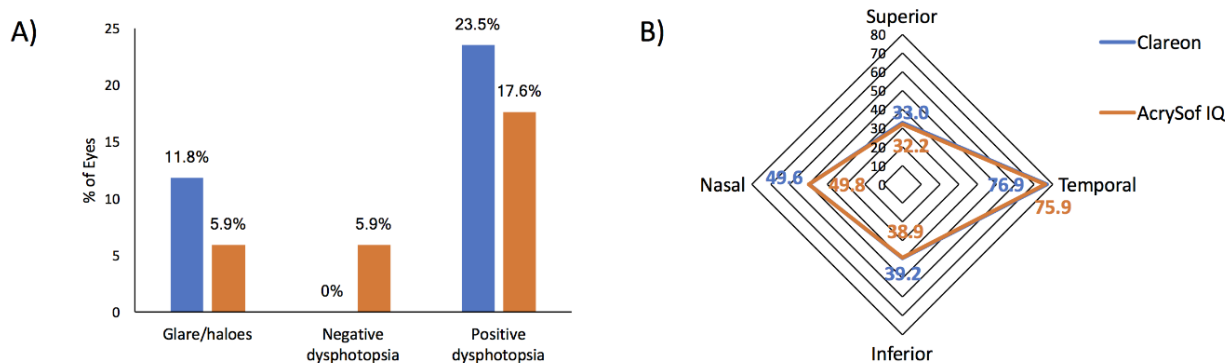 A)
% of Eyes
25
20
15
10
5
0
11.8%
5.9%
0%
5.9%
23.5%
17.6%
Glare/haloes
Negative
dysphotopsia
Positive
dysphotopsia
B)
Superior
80
70
60
50
40
30
20
10
0
33.0
32.2
Nasal
49.6
49.8
76.9
Temporal
75.9
38.9
39.2
Inferior
Clareon
AcrySof IQ